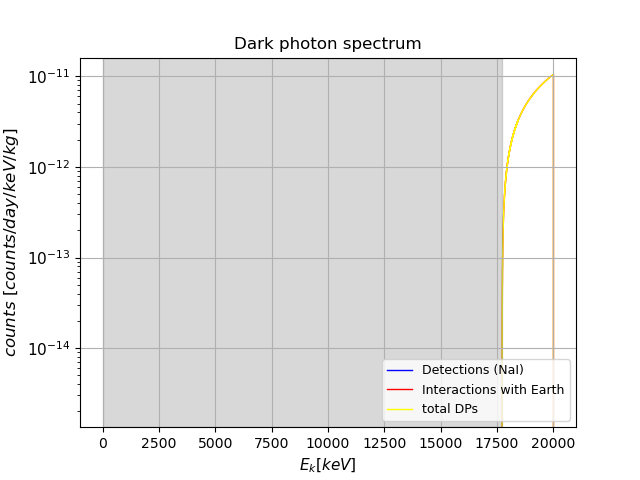 Dark photon spectrum
counts [counts/day/keV/kg]
10⁻¹¹
10⁻¹²
10⁻¹³
10⁻¹⁴
Detections (NaI)
Interactions with Earth
total DPs
0 2500 5000 7500 10000 12500 15000 17500 20000
Eₖ[keV]